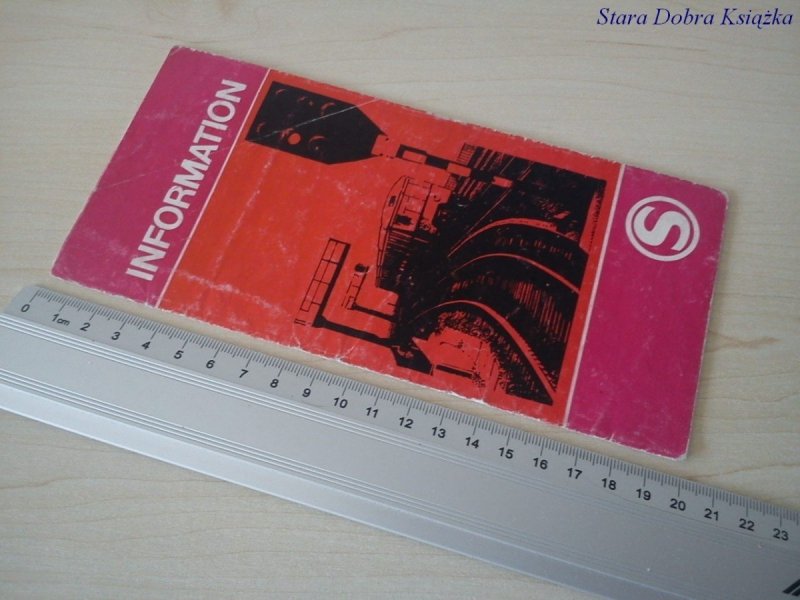 Stara Dobra Książka
INFORMATION
S
0 1cm 2 3 4 5 6 7 8 9 10 11 12 13 14 15 16 17 18 19 20 21 22 23